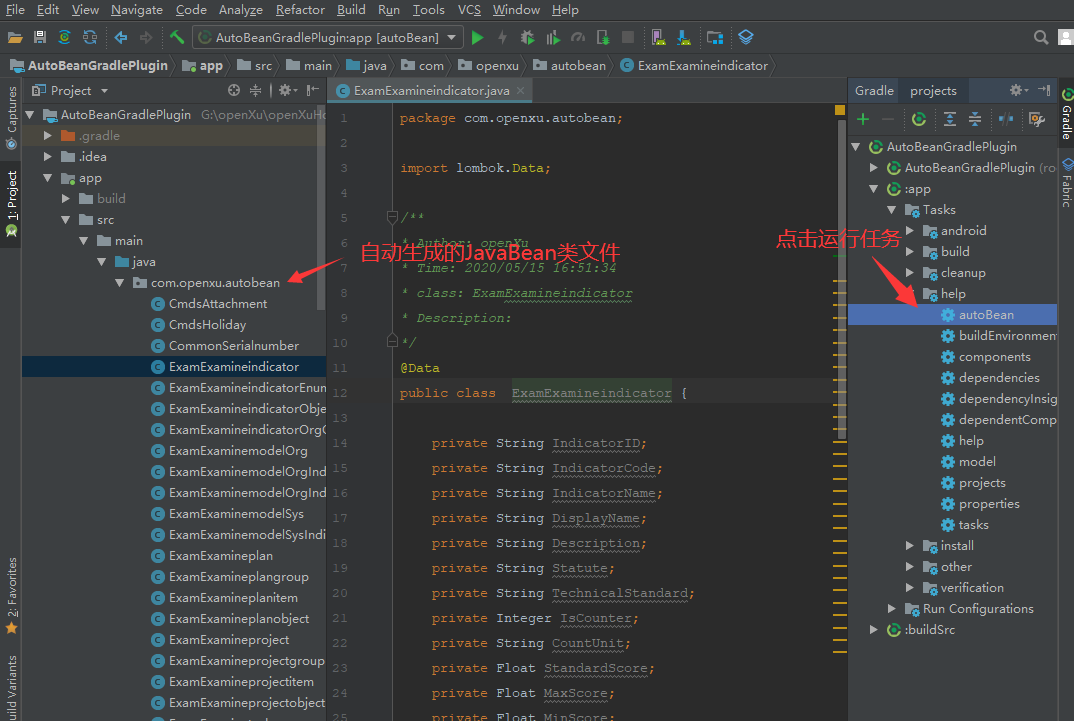 File Edit View Navigate Code Analyze Refactor Build Run Tools VCS Window Help
AutoBeanGradlePlugin:app [autoBean]
AutoBeanGradlePlugin app src main java com openxu autobean ExamExamineindicator
Captures
1: Project
2: Favorites
uild Variants
Project
AutoBeanGradlePlugin G:\openXu\openXuHo
.gradle
.idea
app
build
src
main
java
com.openxu.autobean
CmdsAttachment
CmdsHoliday
CommonSerialnumber
ExamExamineindicator
ExamExamineindicatorEnun
ExamExamineindicatorObje
ExamExamineindicatorOrgC
ExamExaminemodelOrg
ExamExaminemodelOrgInd
ExamExaminemodelOrgInd
ExamExaminemodelSys
ExamExaminemodelSysIndi
ExamExamineplan
ExamExamineplangroup
ExamExamineplanitem
ExamExamineplanobject
ExamExamineproject
ExamExamineprojectgroup
ExamExamineprojectitem
ExamExamineprojectobject
自动生成的JavaBean类文件
ExamExamineindicator.java
1 package com.openxu.autobean;
2
3 import lombok.Data;
4
5 /**
6 * Author: openXu
7 * Time: 2020/05/15 16:51:34
8 * class: ExamExamineindicator
9 * Description:
10 */
11 @Data
12 public class ExamExamineindicator {
13
14 private String IndicatorID;
15 private String IndicatorCode;
16 private String IndicatorName;
17 private String DisplayName;
18 private String Description;
19 private String Statute;
20 private String TechnicalStandard;
21 private Integer IsCounter;
22 private String CountUnit;
23 private Float StandardScore;
24 private Float MaxScore;
25 private Float MinScore;
点击运行任务
Gradle projects
AutoBeanGradlePlugin
AutoBeanGradlePlugin (ro
:app
Tasks
android
build
cleanup
help
autoBean
buildEnvironmen
components
dependencies
dependencyInsig
dependentComp
help
model
projects
properties
tasks
install
other
verification
Run Configurations
:buildSrc
Gradle
Fabric